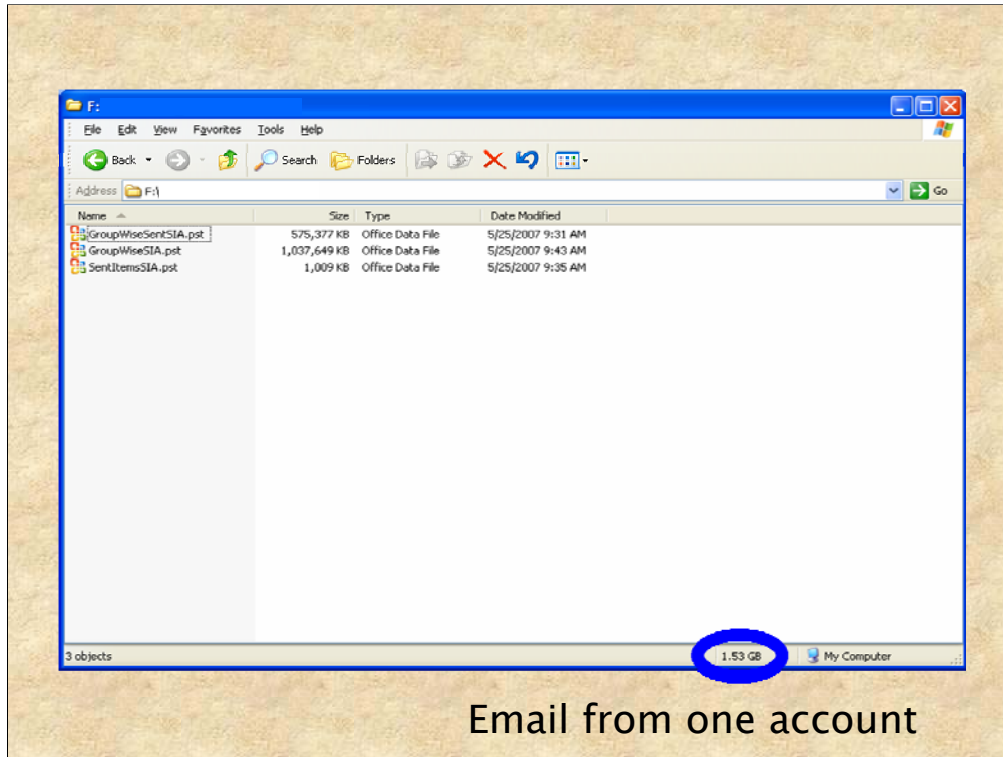 F:
File Edit View Favorites Tools Help
Back Search Folders
Address F:\ Go
Name Size Type Date Modified
GroupWiseSentSIA.pst 575,377 KB Office Data File 5/25/2007 9:31 AM
GroupWiseSIA.pst 1,037,649 KB Office Data File 5/25/2007 9:43 AM
SentItemsSIA.pst 1,009 KB Office Data File 5/25/2007 9:35 AM
3 objects 1.53 GB My Computer
Email from one account